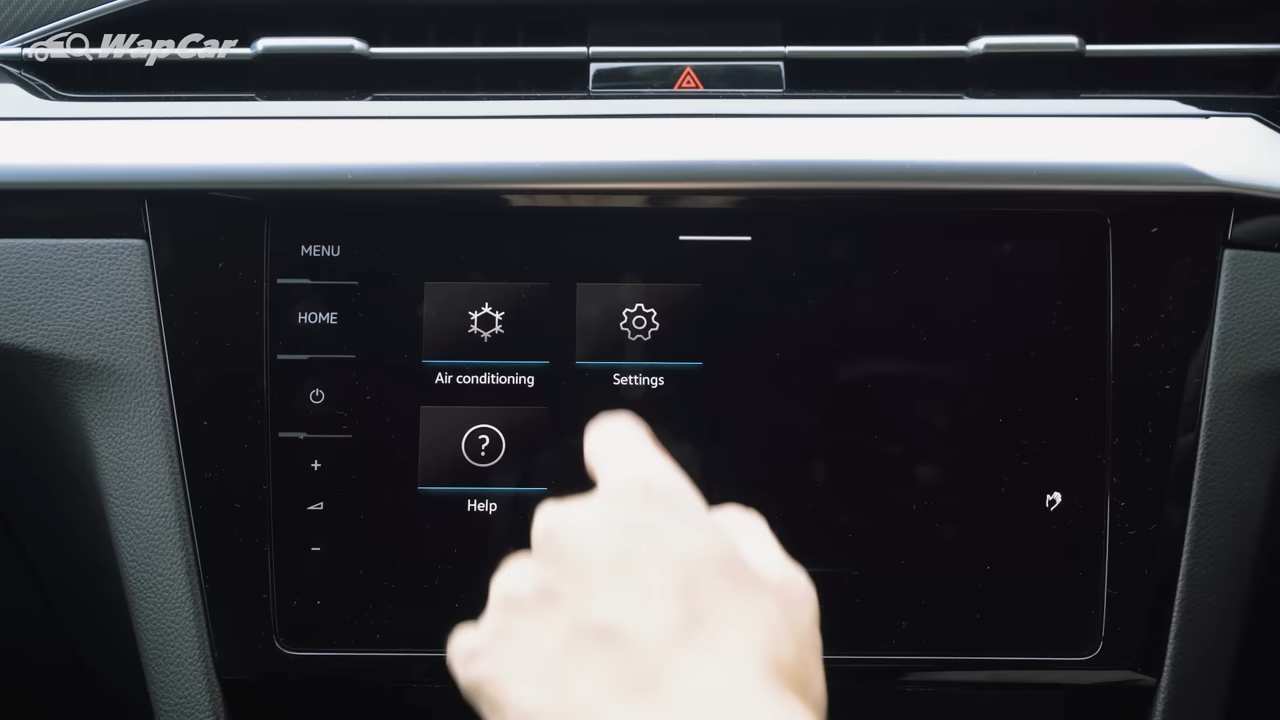 WapCar
MENU
HOME
Air conditioning
Settings
?
Help
+
-